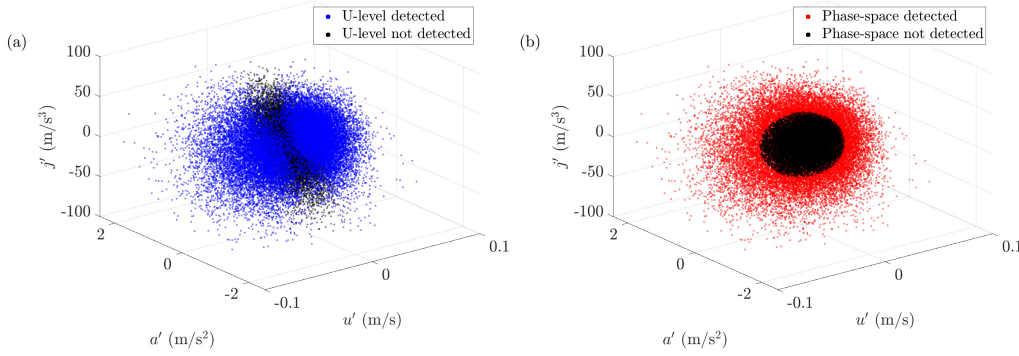 (a)
U-level detected
U-level not detected
100
50
0
-50
-100
j′ (m/s³)
2
0
-2
a′ (m/s²)
-0.1
0
0.1
u′ (m/s)
(b)
Phase-space detected
Phase-space not detected
100
50
0
-50
-100
j′ (m/s³)
2
0
-2
a′ (m/s²)
-0.1
0
0.1
u′ (m/s)